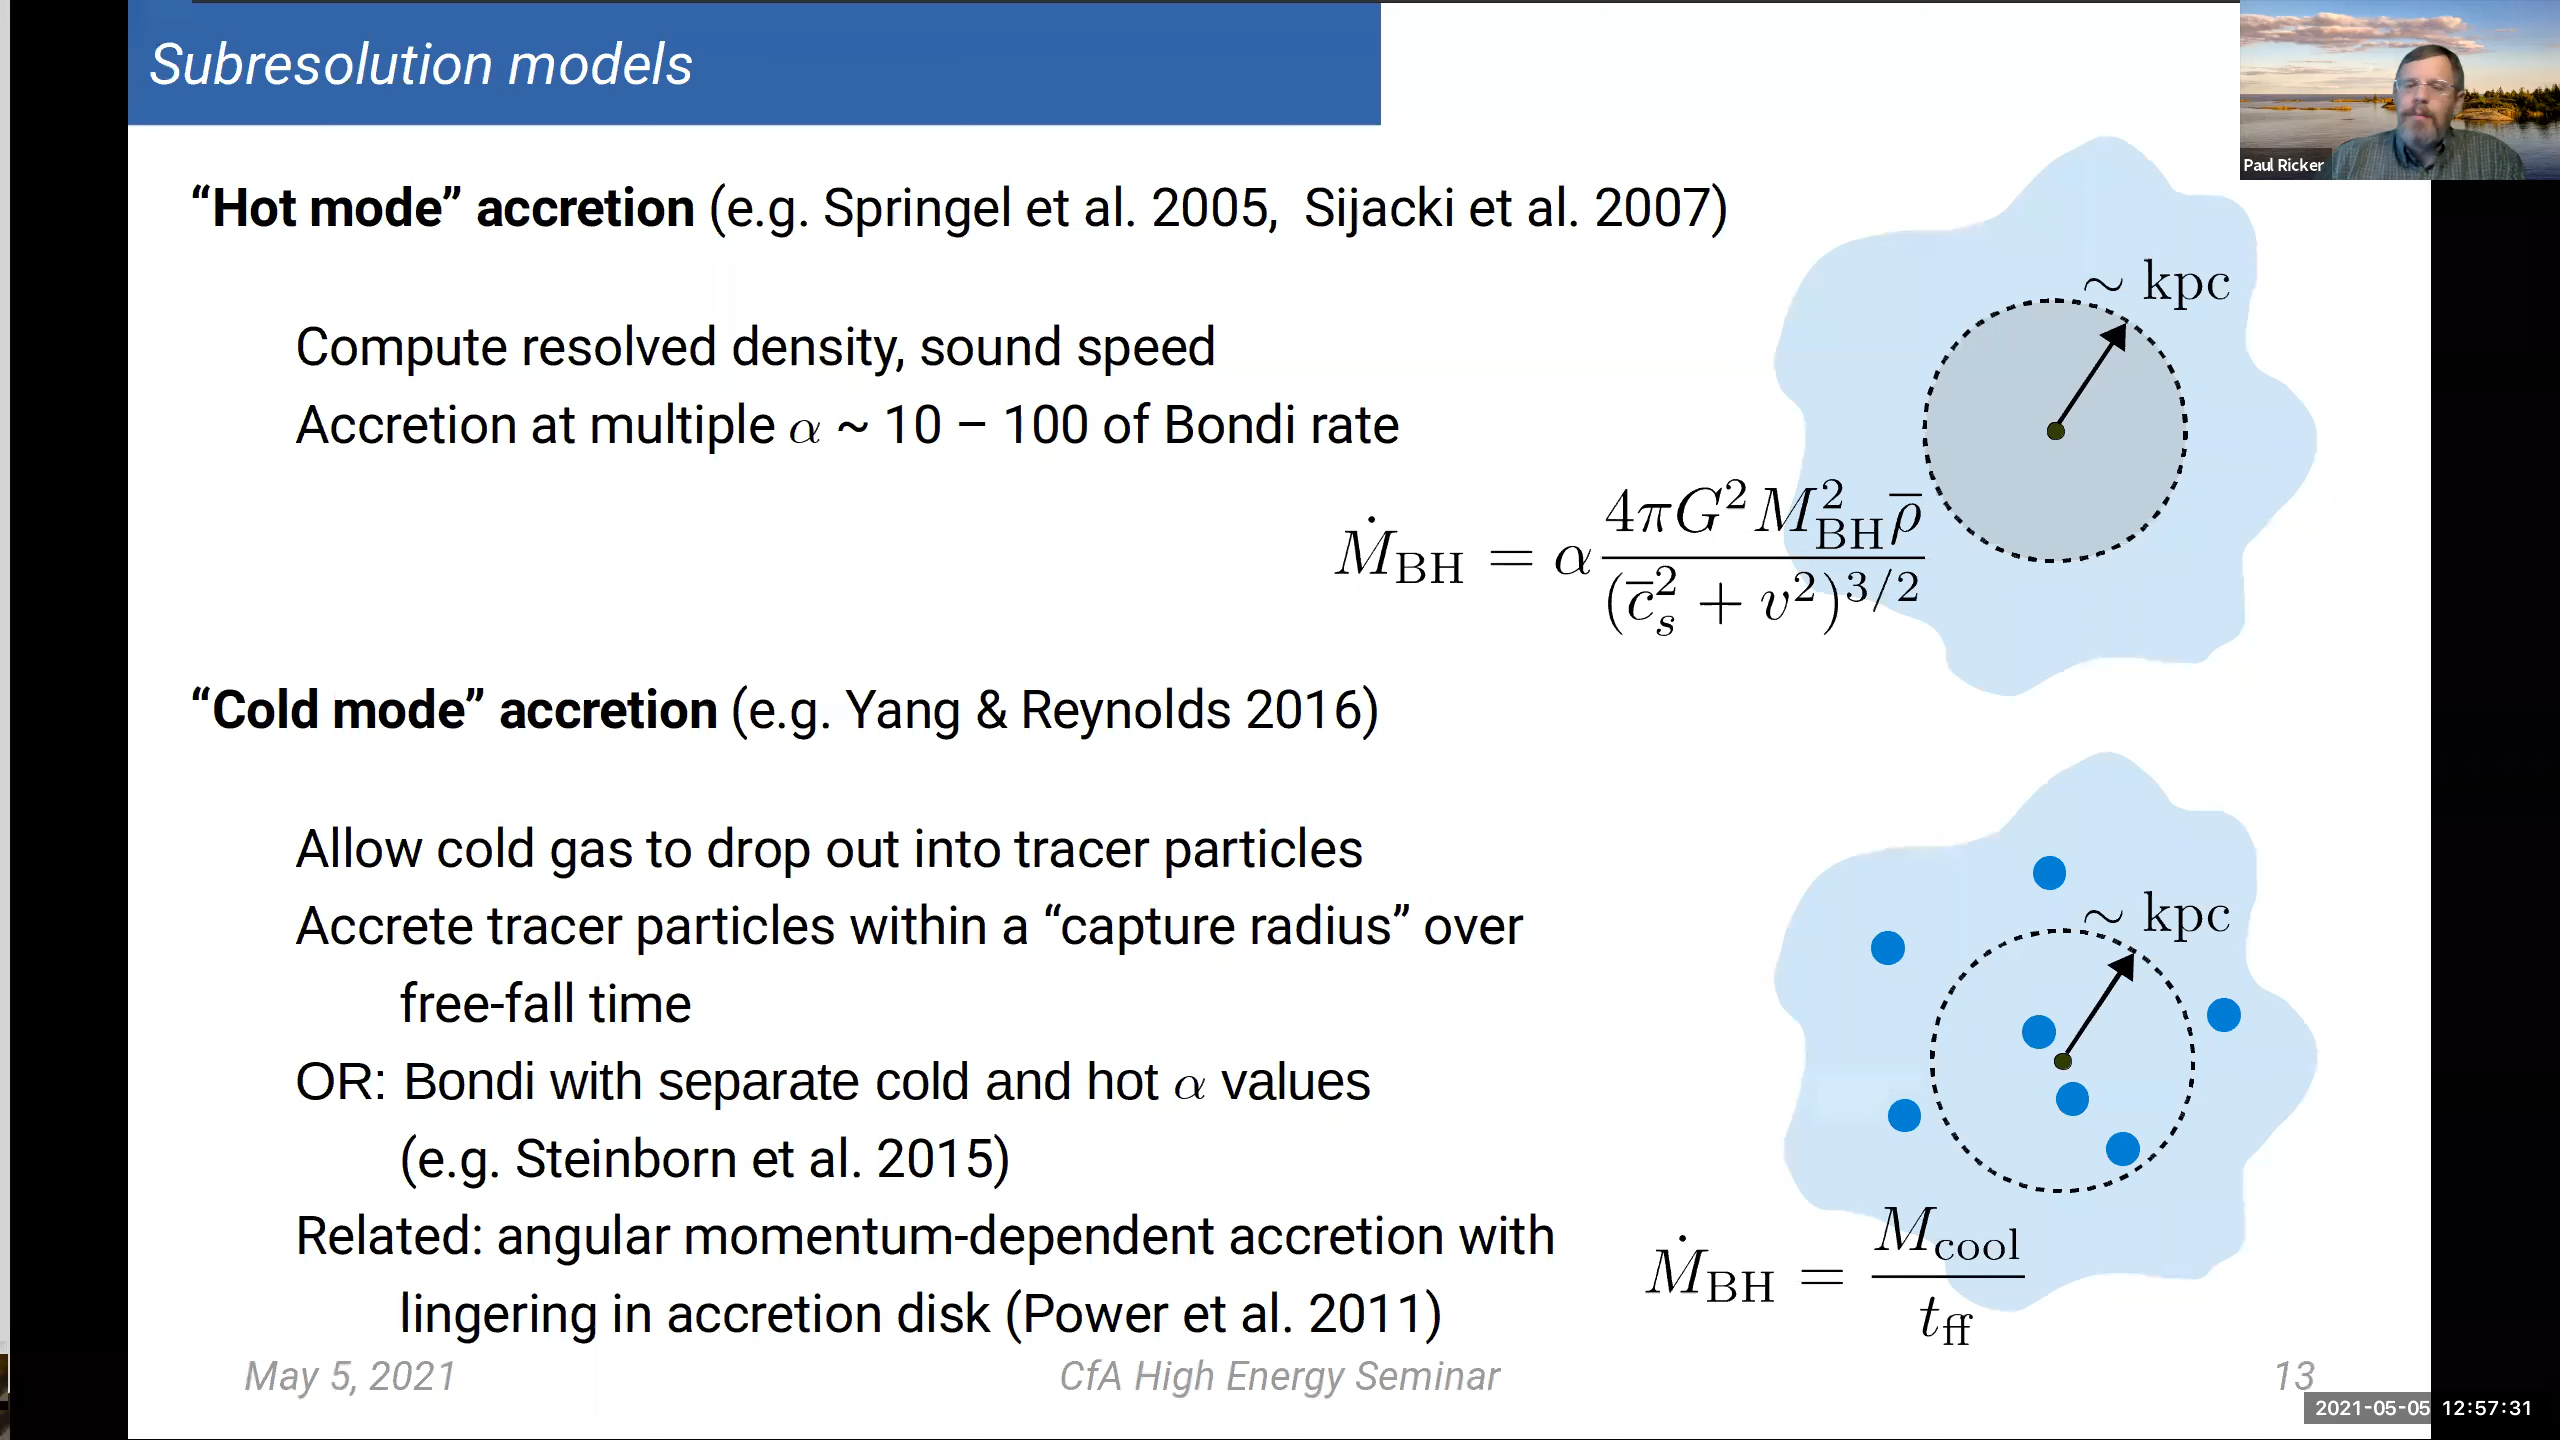 Subresolution models
Paul Ricker
“Hot mode” accretion (e.g. Springel et al. 2005,  Sijacki et al. 2007)
∼ kpc
Compute resolved density, sound speed
Accretion at multiple α ~ 10 – 100 of Bondi rate
Ṁ_BH = α 4πG²M²_BH ρ̅ / (c̅_s² + v²)^{3/2}
“Cold mode” accretion (e.g. Yang & Reynolds 2016)
Allow cold gas to drop out into tracer particles
∼ kpc
Accrete tracer particles within a “capture radius” over
free-fall time
OR: Bondi with separate cold and hot α values
(e.g. Steinborn et al. 2015)
Related: angular momentum-dependent accretion with
lingering in accretion disk (Power et al. 2011)
Ṁ_BH = M_cool / t_ff
May 5, 2021
CfA High Energy Seminar
13
2021-05-05 12:57:31